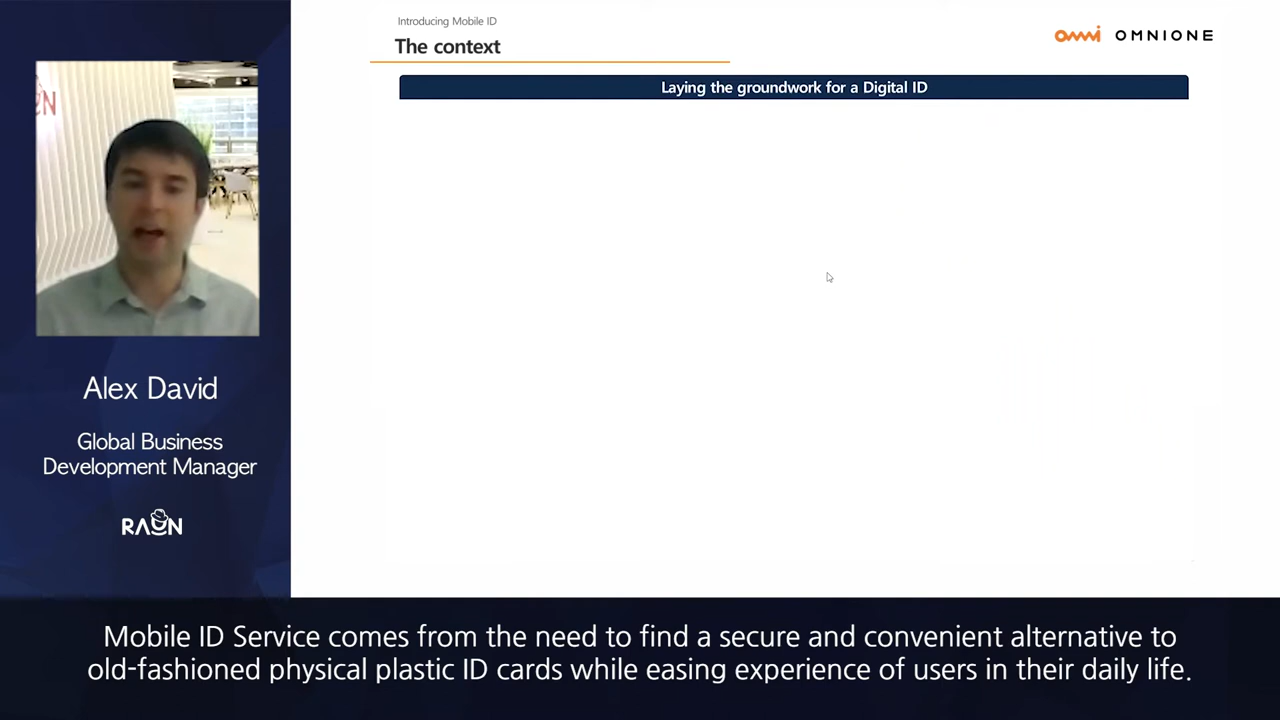 Introducing Mobile ID
The context
OMNI OMNIONE
Laying the groundwork for a Digital ID
Alex David
Global Business
Development Manager
RAON
Mobile ID Service comes from the need to find a secure and convenient alternative to
old-fashioned physical plastic ID cards while easing experience of users in their daily life.